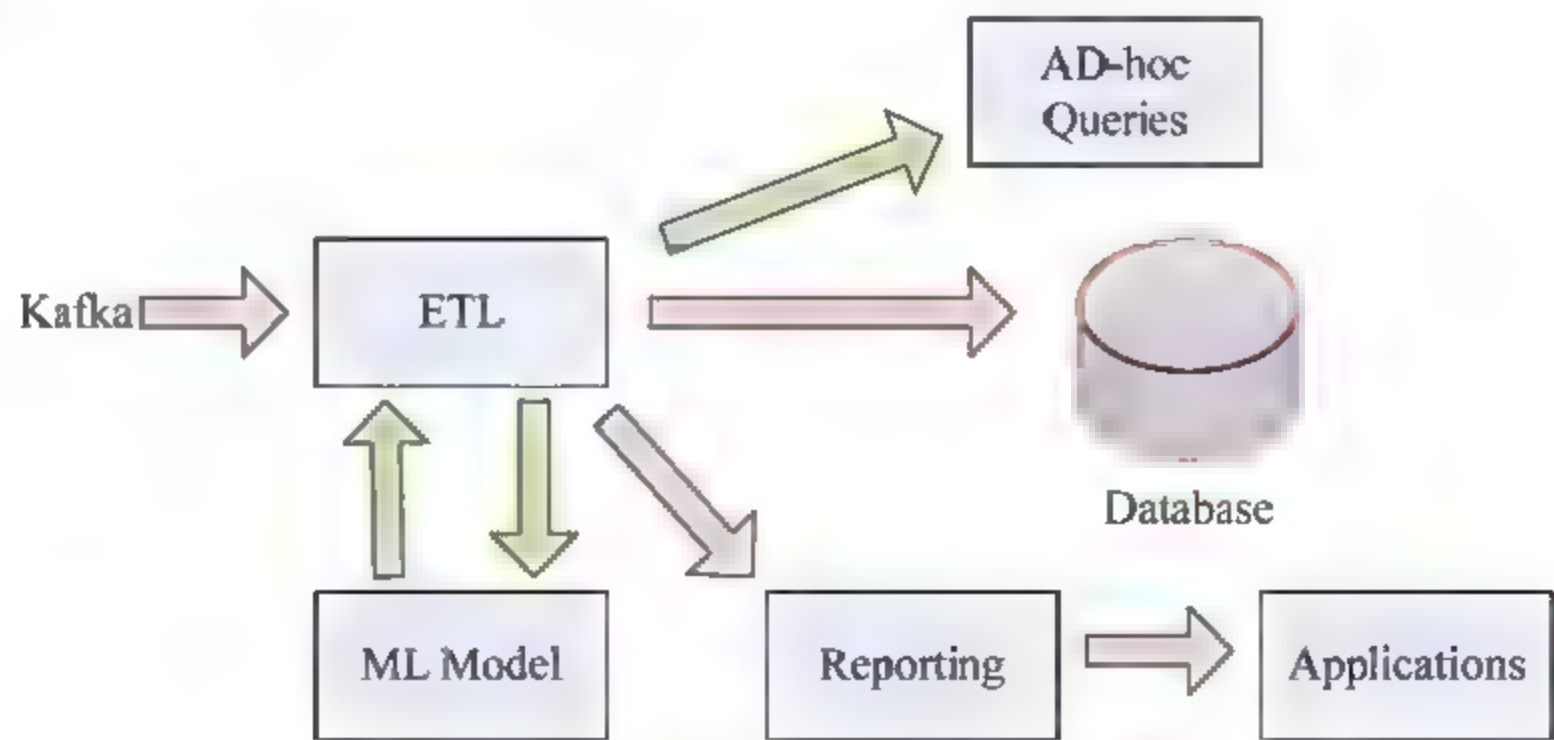 AD-hoc
Queries
Kafka
ETL
Database
ML Model
Reporting
Applications